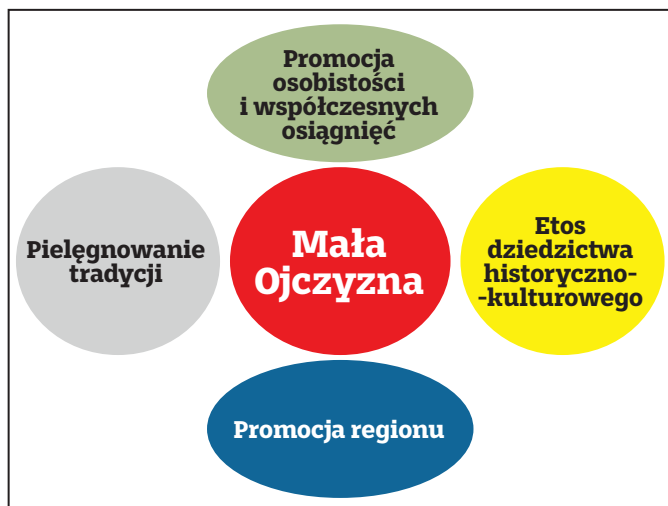 Promocja
osobistości
i współczesnych
osiągnięć
Pielęgnowanie
tradycji
Mała
Ojczyzna
Etos
dziedzictwa
historyczno-
-kulturowego
Promocja regionu